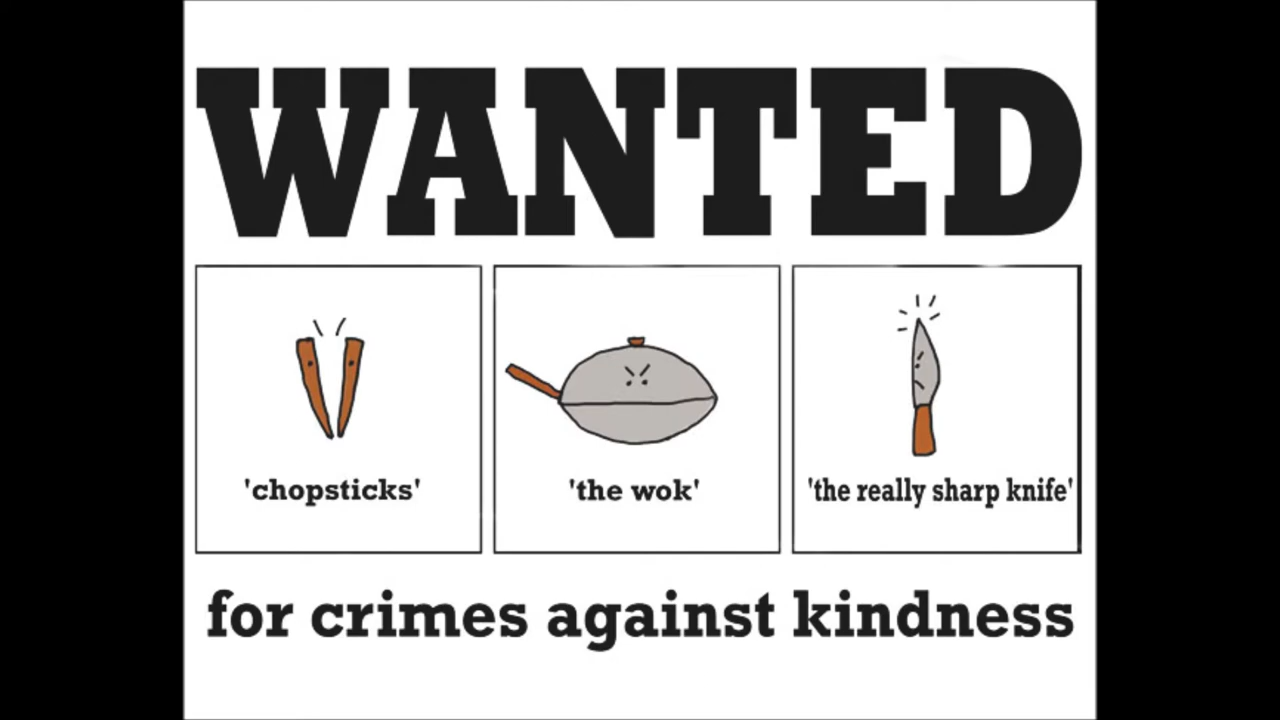 WANTED
'chopsticks'
'the wok'
'the really sharp knife'
for crimes against kindness